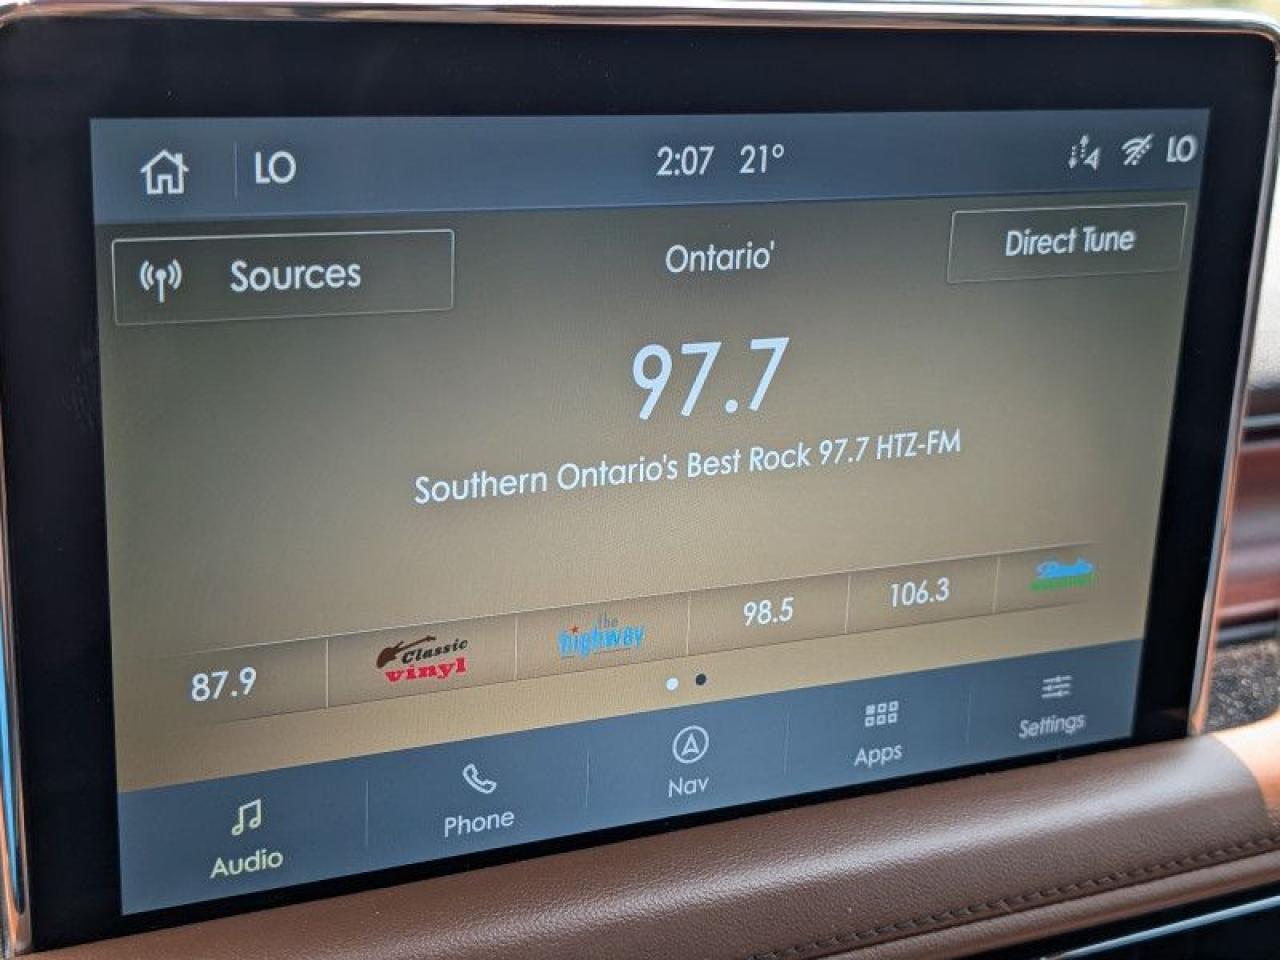 LO
2:07 21°
LO
Sources
Ontario'
Direct Tune
97.7
Southern Ontario's Best Rock 97.7 HTZ-FM
87.9
Classic
vinyl
the
highway
98.5
106.3
Audio
Phone
Nav
Apps
Settings